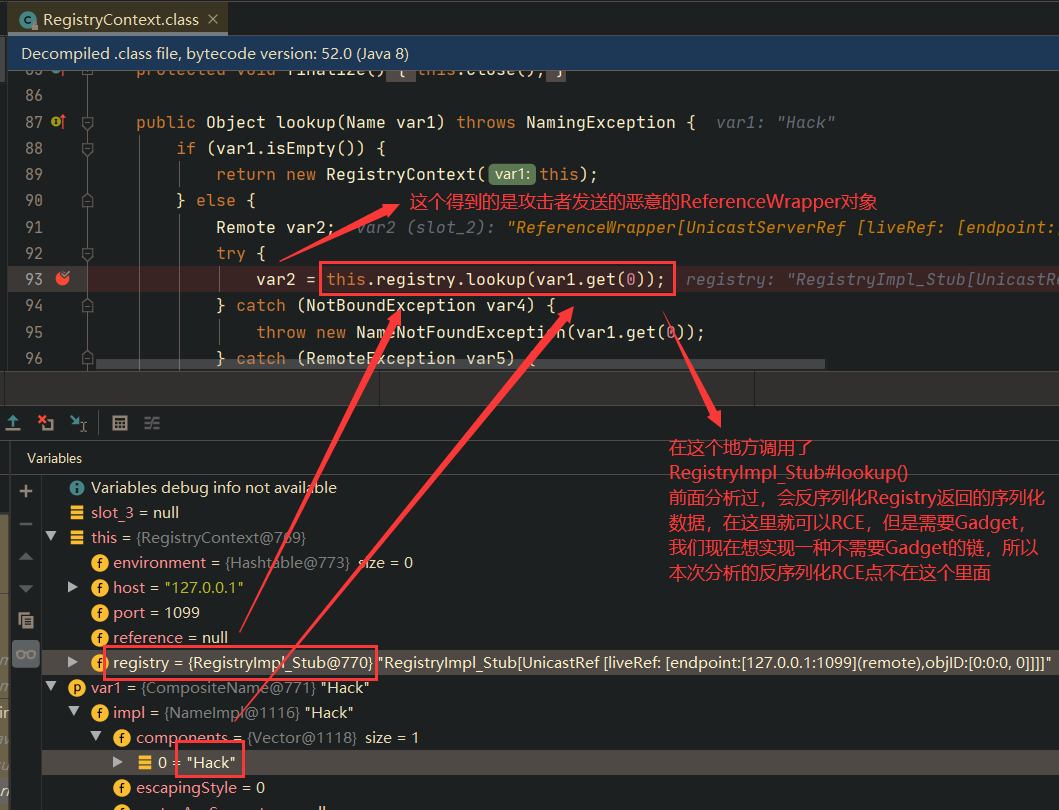 RegistryContext.class ×
Decompiled .class file, bytecode version: 52.0 (Java 8)
86
87 public Object lookup(Name var1) throws NamingException { var1: "Hack"
88 if (var1.isEmpty()) {
89 return new RegistryContext( var1: this);
90 } else {
这个得到的是攻击者发送的恶意的ReferenceWrapper对象
91 Remote var2; var2 (slot_2): "ReferenceWrapper[UnicastServerRef [liveRef: [endpoint:
92 try {
93 var2 = this.registry.lookup(var1.get(0)); registry: "RegistryImpl_Stub[UnicastRe
94 } catch (NotBoundException var4) {
95 throw new NameNotFoundException(var1.get(0));
96 } catch (RemoteException var5) {
Variables
Variables debug info not available
slot_3 = null
this = {RegistryContext@769}
environment = {Hashtable@773} size = 0
host = "127.0.0.1"
port = 1099
reference = null
registry = {RegistryImpl_Stub@770} "RegistryImpl_Stub[UnicastRef [liveRef: [endpoint:[127.0.0.1:1099](remote),objID:[0:0:0, 0]]]]"
var1 = {CompositeName@771} "Hack"
impl = {NameImpl@1116} "Hack"
components = {Vector@1118} size = 1
0 = "Hack"
escapingStyle = 0
在这个地方调用了
RegistryImpl_Stub#lookup()
前面分析过，会反序列化Registry返回的序列化
数据，在这里就可以RCE，但是需要Gadget，
我们现在想实现一种不需要Gadget的链，所以
本次分析的反序列化RCE点不在这个里面